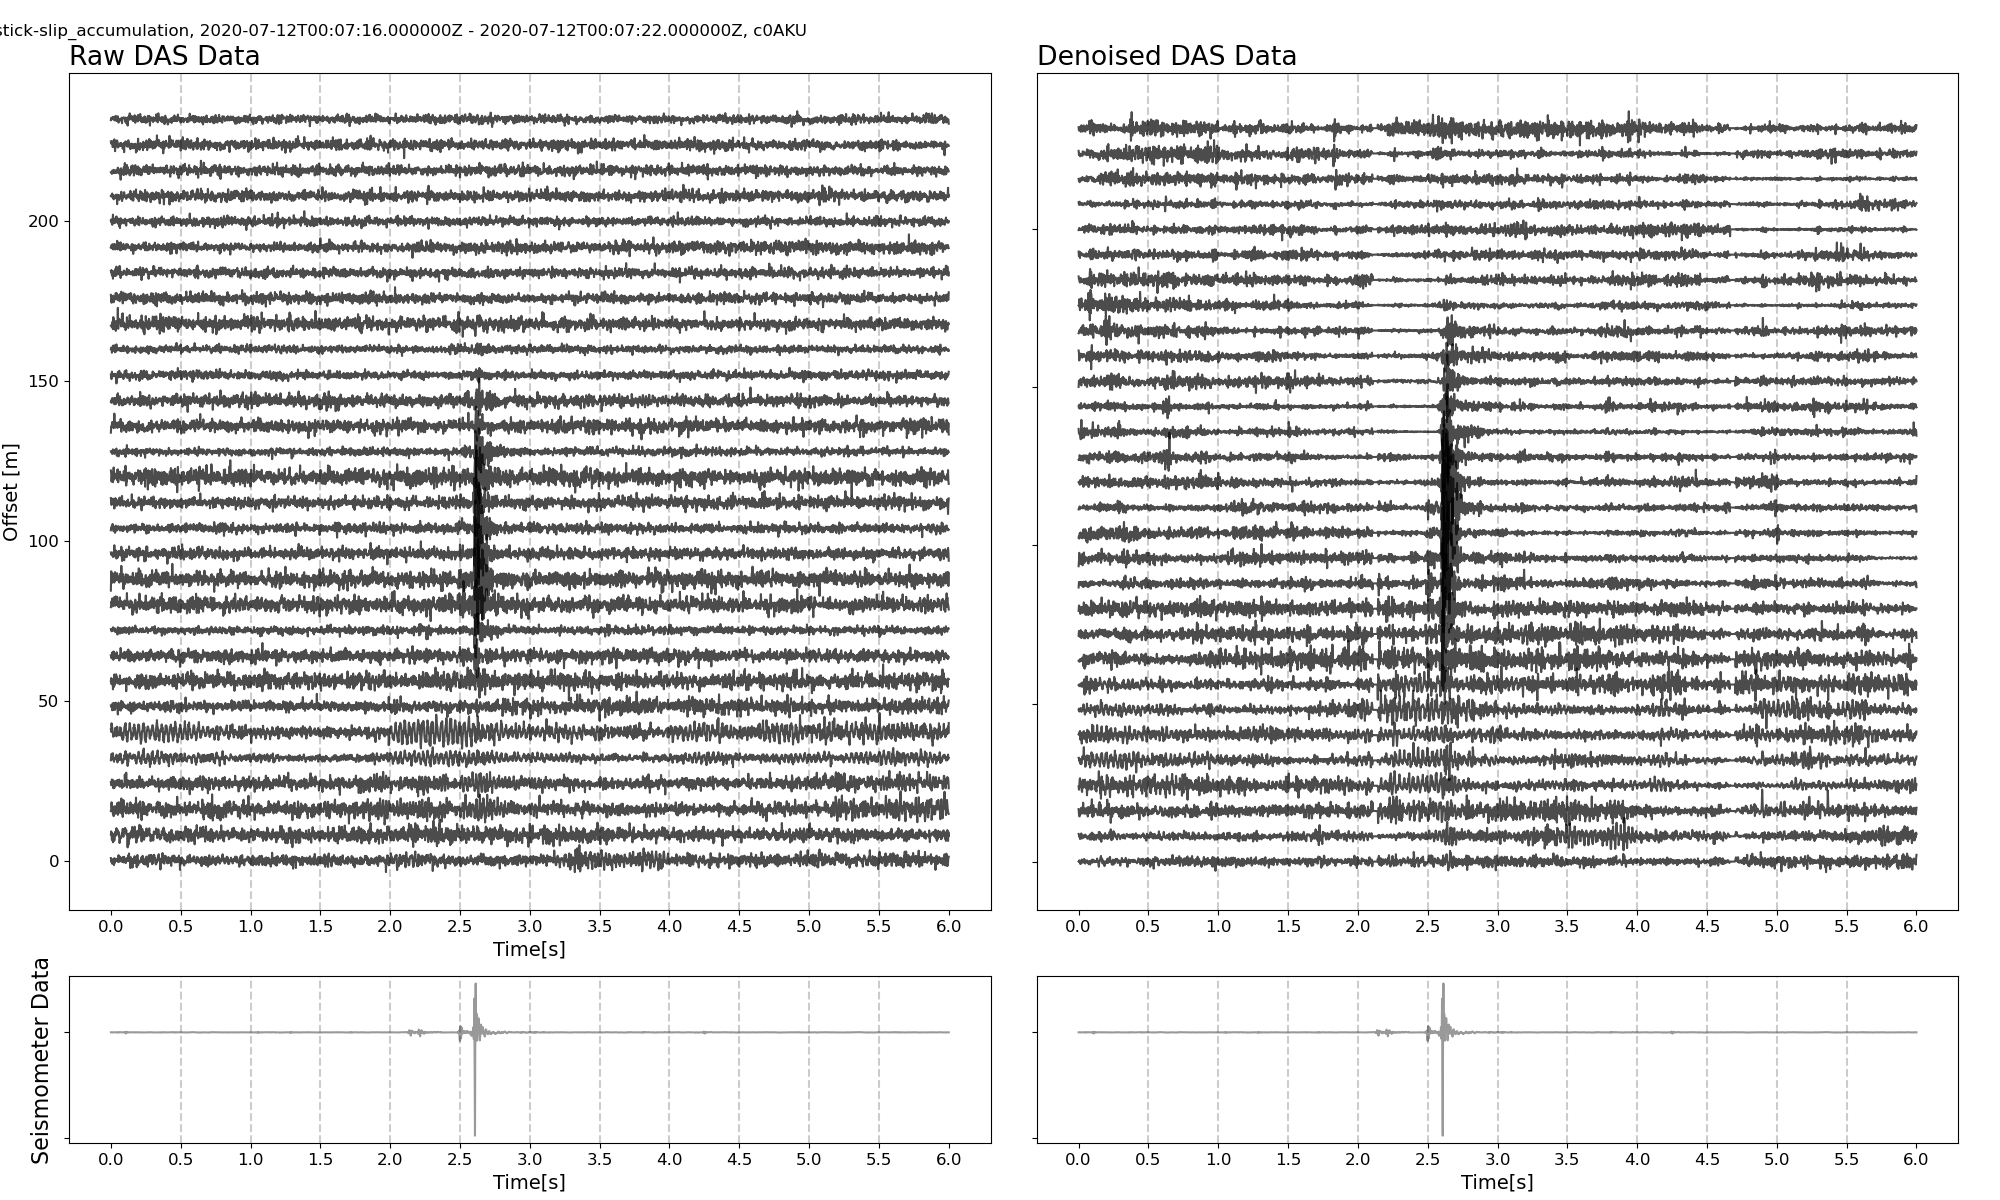 stick-slip_accumulation, 2020-07-12T00:07:16.000000Z - 2020-07-12T00:07:22.000000Z, c0AKU
Raw DAS Data
Denoised DAS Data
Offset [m]
200
150
100
50
0
0.0 0.5 1.0 1.5 2.0 2.5 3.0 3.5 4.0 4.5 5.0 5.5 6.0
0.0 0.5 1.0 1.5 2.0 2.5 3.0 3.5 4.0 4.5 5.0 5.5 6.0
Time[s]
Seismometer Data
0.0 0.5 1.0 1.5 2.0 2.5 3.0 3.5 4.0 4.5 5.0 5.5 6.0
0.0 0.5 1.0 1.5 2.0 2.5 3.0 3.5 4.0 4.5 5.0 5.5 6.0
Time[s]
Time[s]